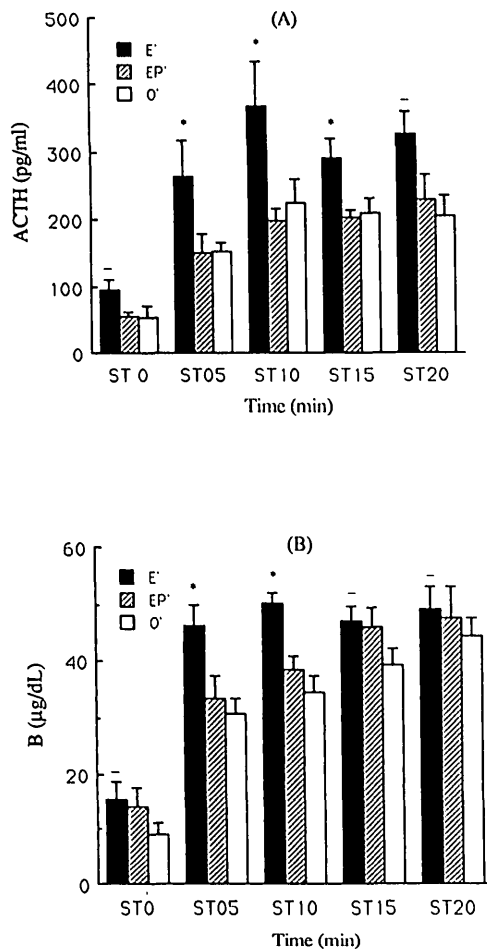 (A)
500
400
300
200
100
0
ACTH (pg/ml)
E'
EP'
O'
*
*
*
ST 0
ST05
ST10
ST15
ST20
Time (min)
(B)
60
40
20
0
B (µg/dL)
E'
EP'
O'
*
*
ST0
ST05
ST10
ST15
ST20
Time (min)